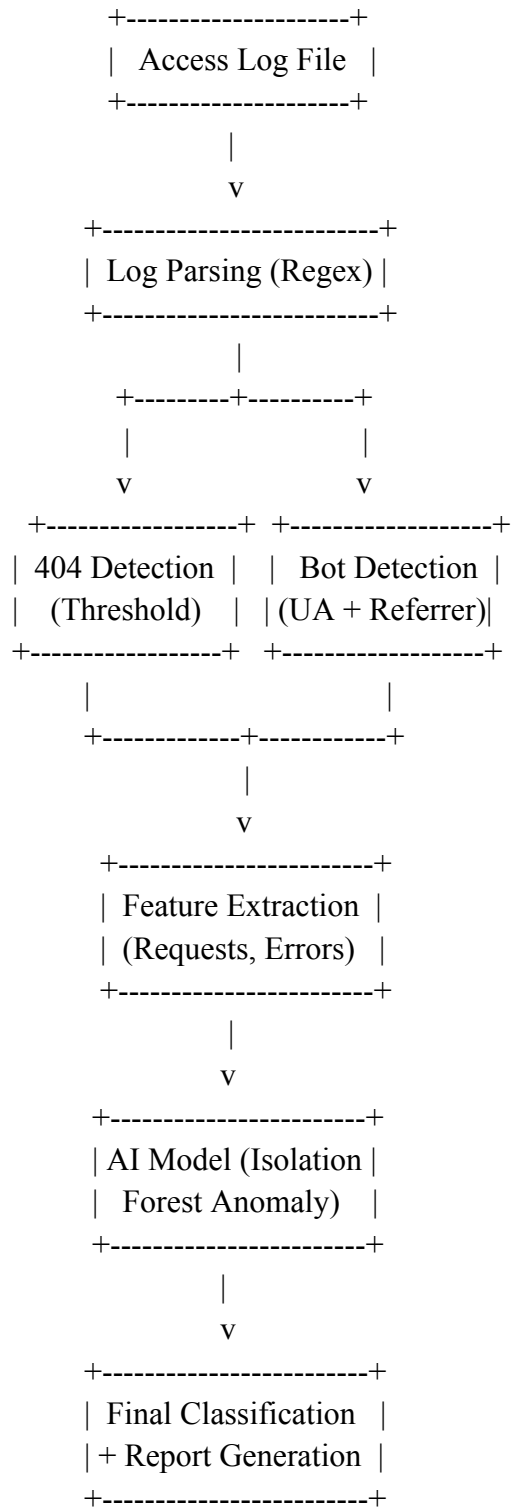 +---------------------+
| Access Log File |
+---------------------+
|
v
+--------------------------+
| Log Parsing (Regex) |
+--------------------------+
|
+---------+----------+
| |
v v
+------------------+ +-------------------+
| 404 Detection | | Bot Detection |
| (Threshold) | | (UA + Referrer)|
+------------------+ +-------------------+
| |
+-------------+------------+
|
v
+------------------------+
| Feature Extraction |
| (Requests, Errors) |
+------------------------+
|
v
+------------------------+
| AI Model (Isolation |
| Forest Anomaly) |
+------------------------+
|
v
+-------------------------+
| Final Classification |
| + Report Generation |
+-------------------------+